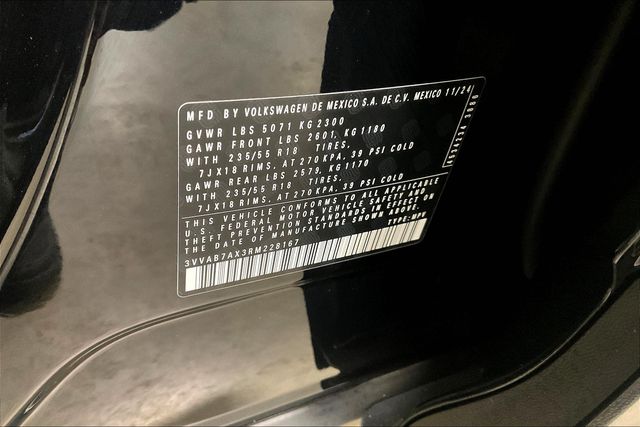 MFD BY VOLKSWAGEN DE MEXICO S.A. DE C.V. MEXICO 11/24
GVWR LBS 5071 KG 2300
GAWR FRONT LBS 2601, KG 1180
WITH 235/55 R18 TIRES,
7JX18 RIMS, AT 270 KPA, 39 PSI COLD
GAWR REAR LBS 2579, KG 1170
WITH 235/55 R18 TIRES,
7JX18 RIMS, AT 270 KPA, 39 PSI COLD
THIS VEHICLE CONFORMS TO ALL APPLICABLE
U.S. FEDERAL MOTOR VEHICLE SAFETY AND
THEFT PREVENTION STANDARDS IN EFFECT ON
THE DATE OF MANUFACTURE SHOWN ABOVE.
TYPE: MPV
3VVAB7AX3RM228167